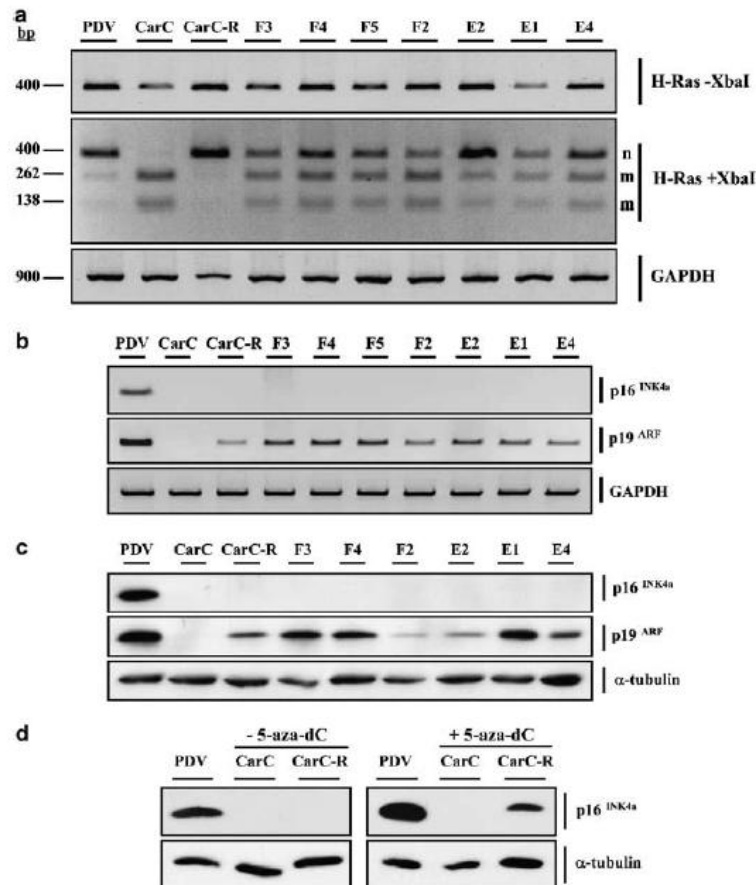 a
bp PDV CarC CarC-R F3 F4 F5 F2 E2 E1 E4
400 H-Ras -XbaI
400 n
262 m H-Ras +XbaI
138 m
900 GAPDH
b
PDV CarC CarC-R F3 F4 F5 F2 E2 E1 E4
p16 INK4a
p19 ARF
GAPDH
c
PDV CarC CarC-R F3 F4 F2 E2 E1 E4
p16 INK4a
p19 ARF
α-tubulin
d
- 5-aza-dC + 5-aza-dC
PDV CarC CarC-R PDV CarC CarC-R
p16 INK4a
α-tubulin